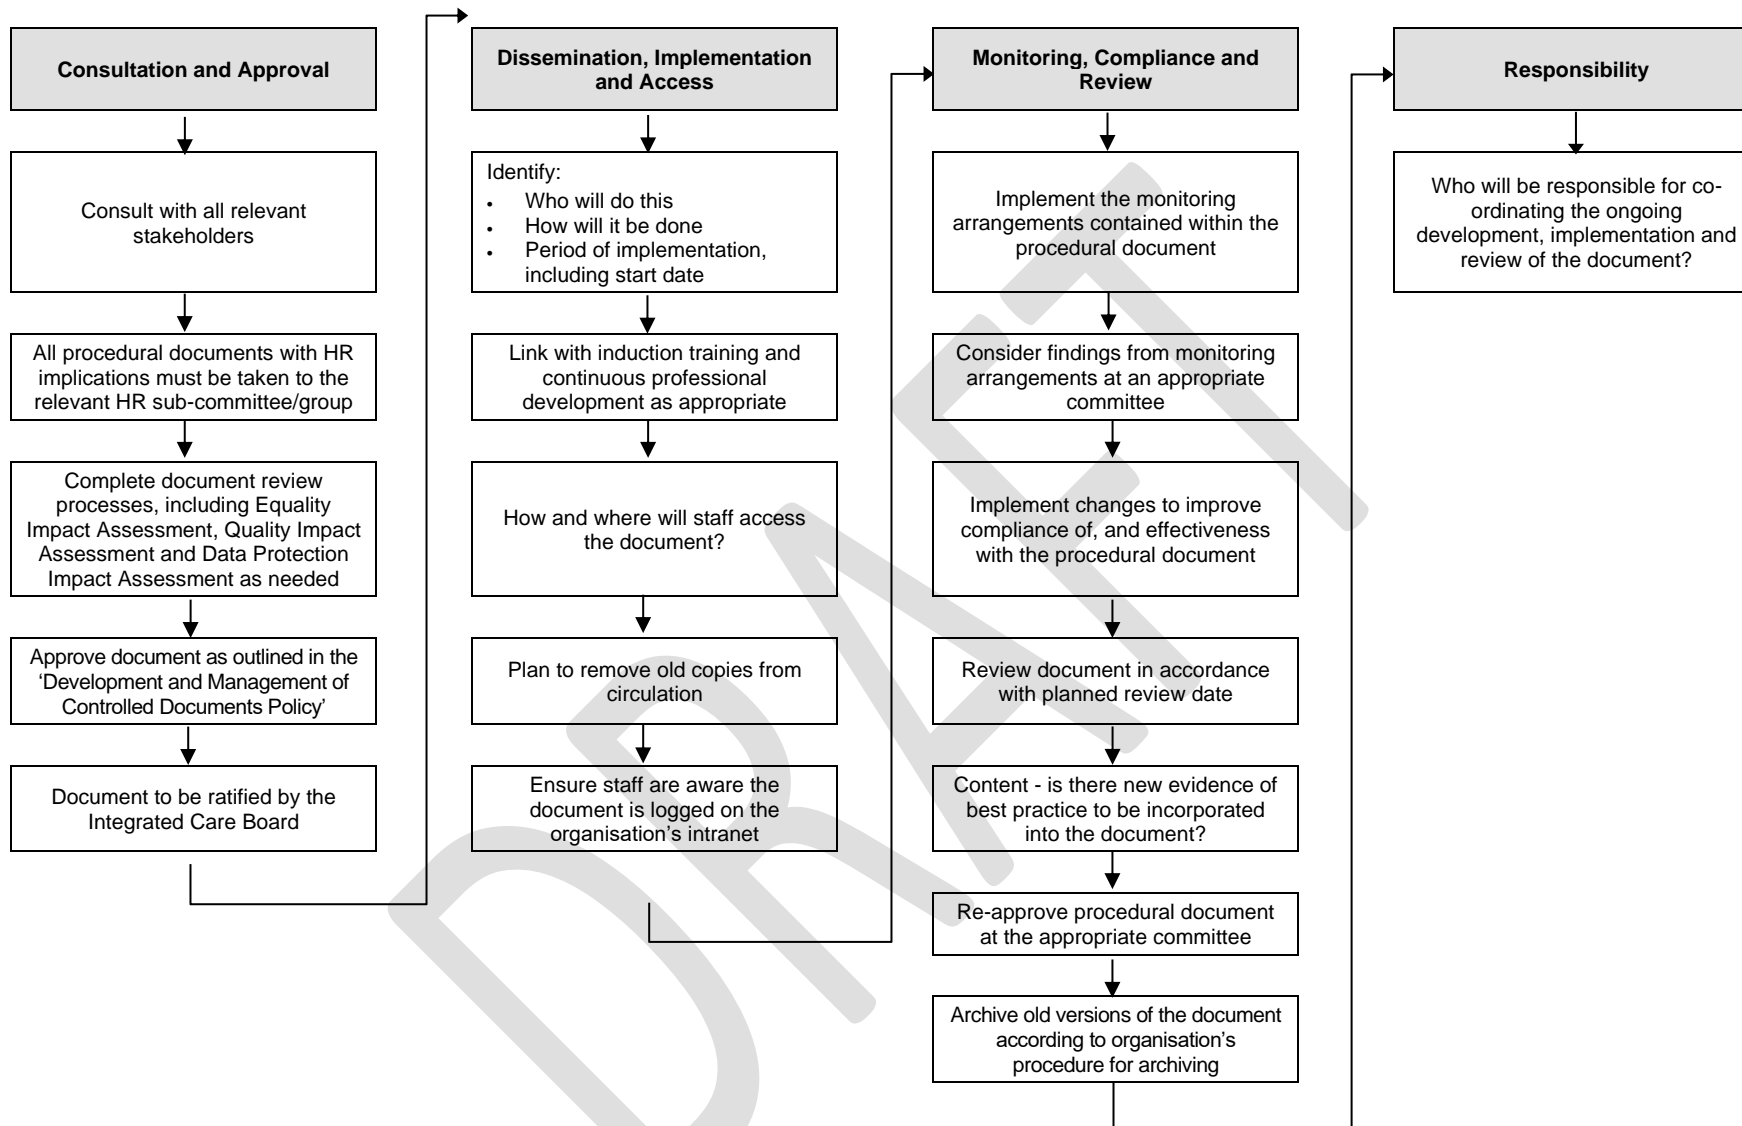 Consultation and Approval
Consult with all relevant
stakeholders
All procedural documents with HR
implications must be taken to the
relevant HR sub-committee/group
Complete document review
processes, including Equality
Impact Assessment, Quality Impact
Assessment and Data Protection
Impact Assessment as needed
Approve document as outlined in the
‘Development and Management of
Controlled Documents Policy’
Document to be ratified by the
Integrated Care Board
Dissemination, Implementation
and Access
Identify:
• Who will do this
• How will it be done
• Period of implementation,
including start date
Link with induction training and
continuous professional
development as appropriate
How and where will staff access
the document?
Plan to remove old copies from
circulation
Ensure staff are aware the
document is logged on the
organisation’s intranet
Monitoring, Compliance and
Review
Implement the monitoring
arrangements contained within the
procedural document
Consider findings from monitoring
arrangements at an appropriate
committee
Implement changes to improve
compliance of, and effectiveness
with the procedural document
Review document in accordance
with planned review date
Content - is there new evidence of
best practice to be incorporated
into the document?
Re-approve procedural document
at the appropriate committee
Archive old versions of the document
according to organisation’s
procedure for archiving
Responsibility
Who will be responsible for co-
ordinating the ongoing
development, implementation and
review of the document?
DRAFT